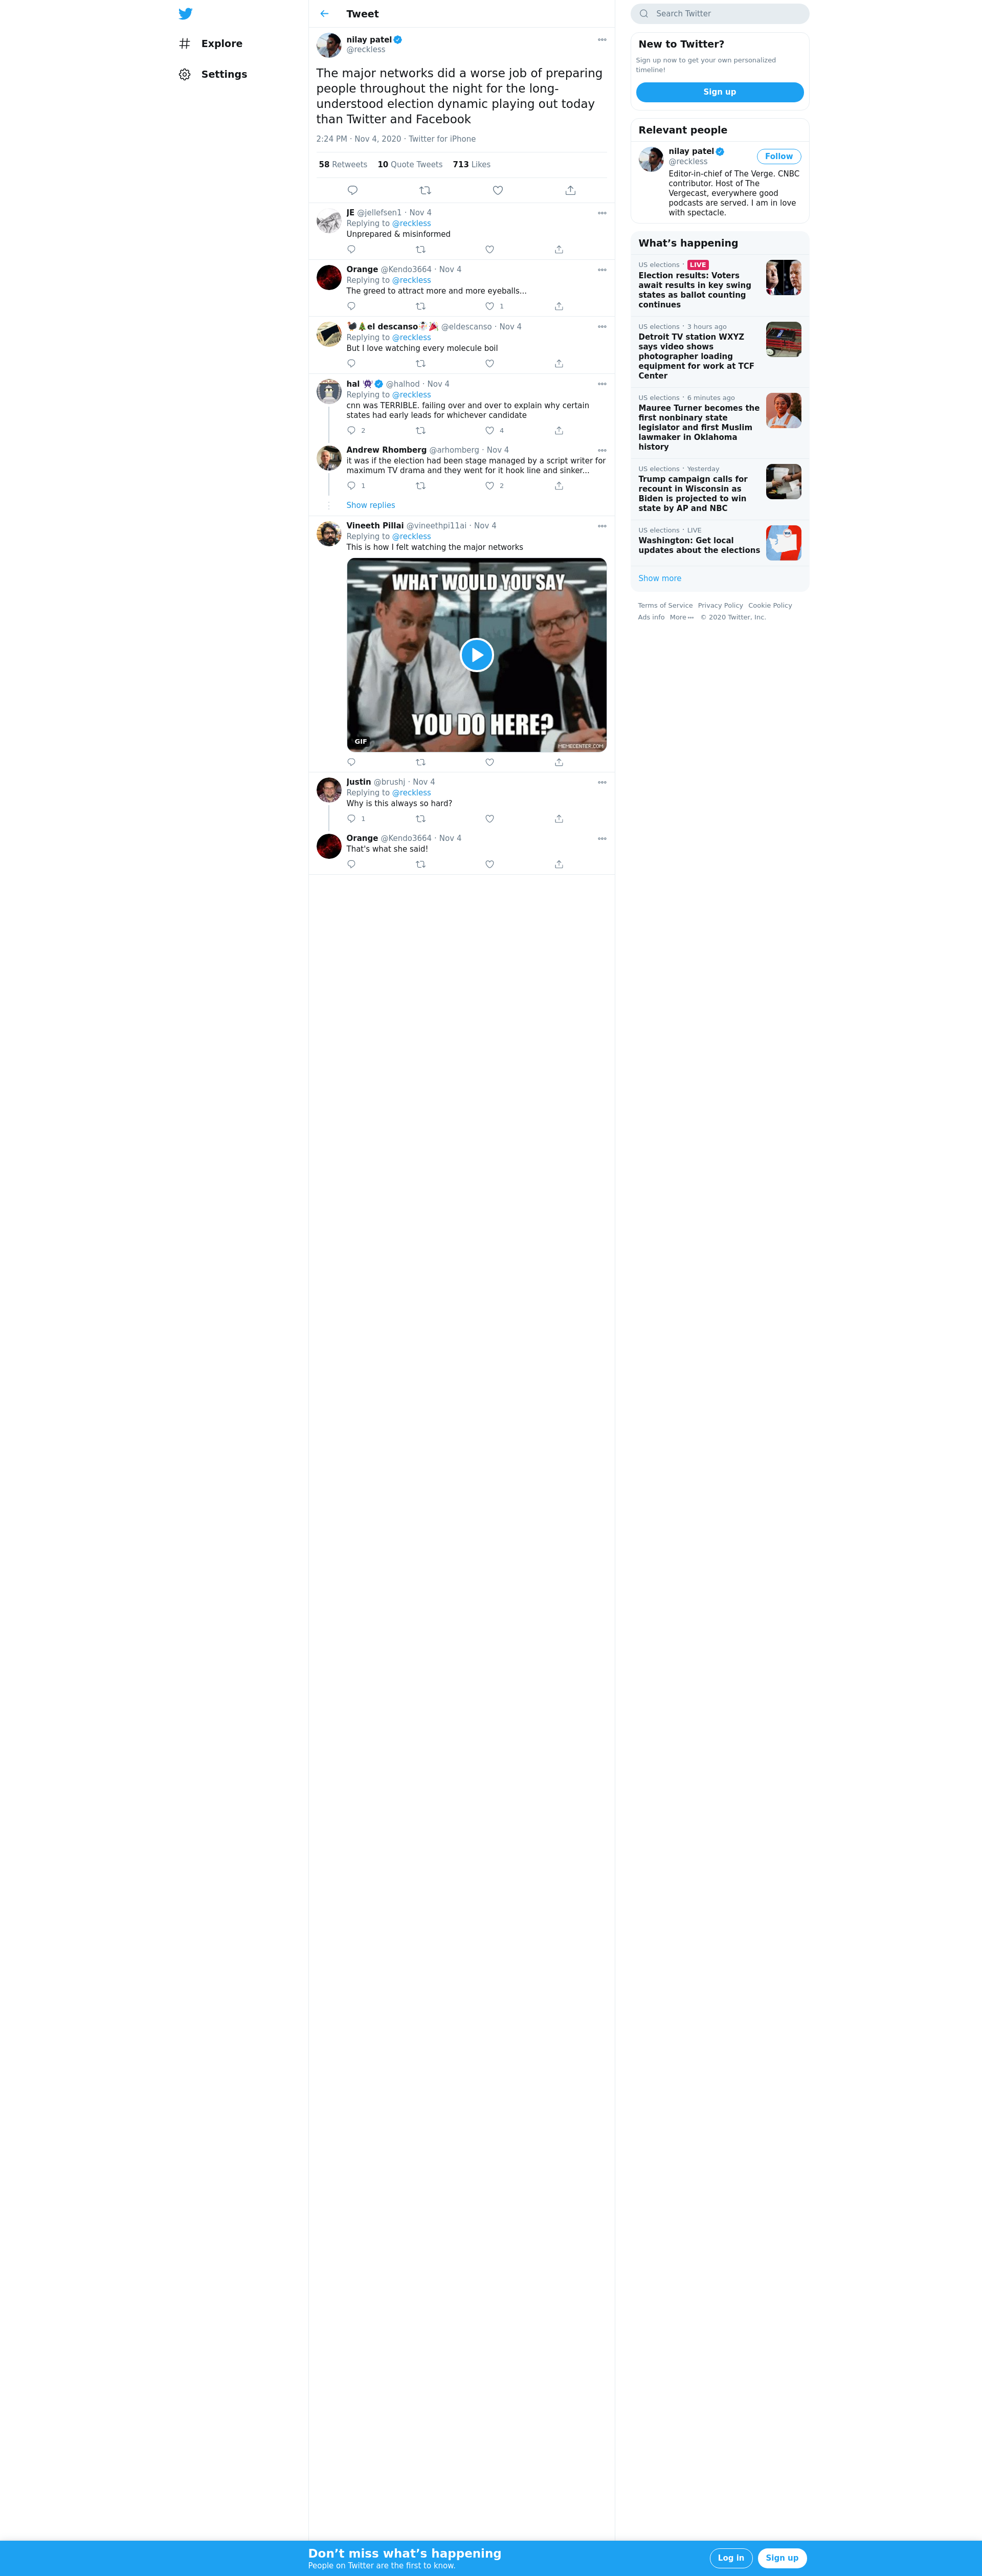 Explore
Settings
Tweet
nilay patel
@reckless
The major networks did a worse job of preparing
people throughout the night for the long-
understood election dynamic playing out today
than Twitter and Facebook
2:24 PM · Nov 4, 2020 · Twitter for iPhone
58 Retweets 10 Quote Tweets 713 Likes
JE @jellefsen1 · Nov 4
Replying to @reckless
Unprepared & misinformed
Orange @Kendo3664 · Nov 4
Replying to @reckless
The greed to attract more and more eyeballs...
1
🦃🎄el descanso⛄🎉 @eldescanso · Nov 4
Replying to @reckless
But I love watching every molecule boil
hal 👾 @halhod · Nov 4
Replying to @reckless
cnn was TERRIBLE. failing over and over to explain why certain
states had early leads for whichever candidate
2 4
Andrew Rhomberg @arhomberg · Nov 4
it was if the election had been stage managed by a script writer for
maximum TV drama and they went for it hook line and sinker...
1 2
Show replies
Vineeth Pillai @vineethpi11ai · Nov 4
Replying to @reckless
This is how I felt watching the major networks
WHAT WOULD YOU SAY
YOU DO HERE?
GIF
MEMECENTER.COM
Justin @brushj · Nov 4
Replying to @reckless
Why is this always so hard?
1
Orange @Kendo3664 · Nov 4
That's what she said!
Search Twitter
New to Twitter?
Sign up now to get your own personalized
timeline!
Sign up
Relevant people
nilay patel
@reckless
Follow
Editor-in-chief of The Verge. CNBC
contributor. Host of The
Vergecast, everywhere good
podcasts are served. I am in love
with spectacle.
What’s happening
US elections · LIVE
Election results: Voters
await results in key swing
states as ballot counting
continues
US elections · 3 hours ago
Detroit TV station WXYZ
says video shows
photographer loading
equipment for work at TCF
Center
US elections · 6 minutes ago
Mauree Turner becomes the
first nonbinary state
legislator and first Muslim
lawmaker in Oklahoma
history
US elections · Yesterday
Trump campaign calls for
recount in Wisconsin as
Biden is projected to win
state by AP and NBC
US elections · LIVE
Washington: Get local
updates about the elections
Show more
Terms of Service Privacy Policy Cookie Policy
Ads info More ··· © 2020 Twitter, Inc.
Don’t miss what’s happening
People on Twitter are the first to know.
Log in
Sign up